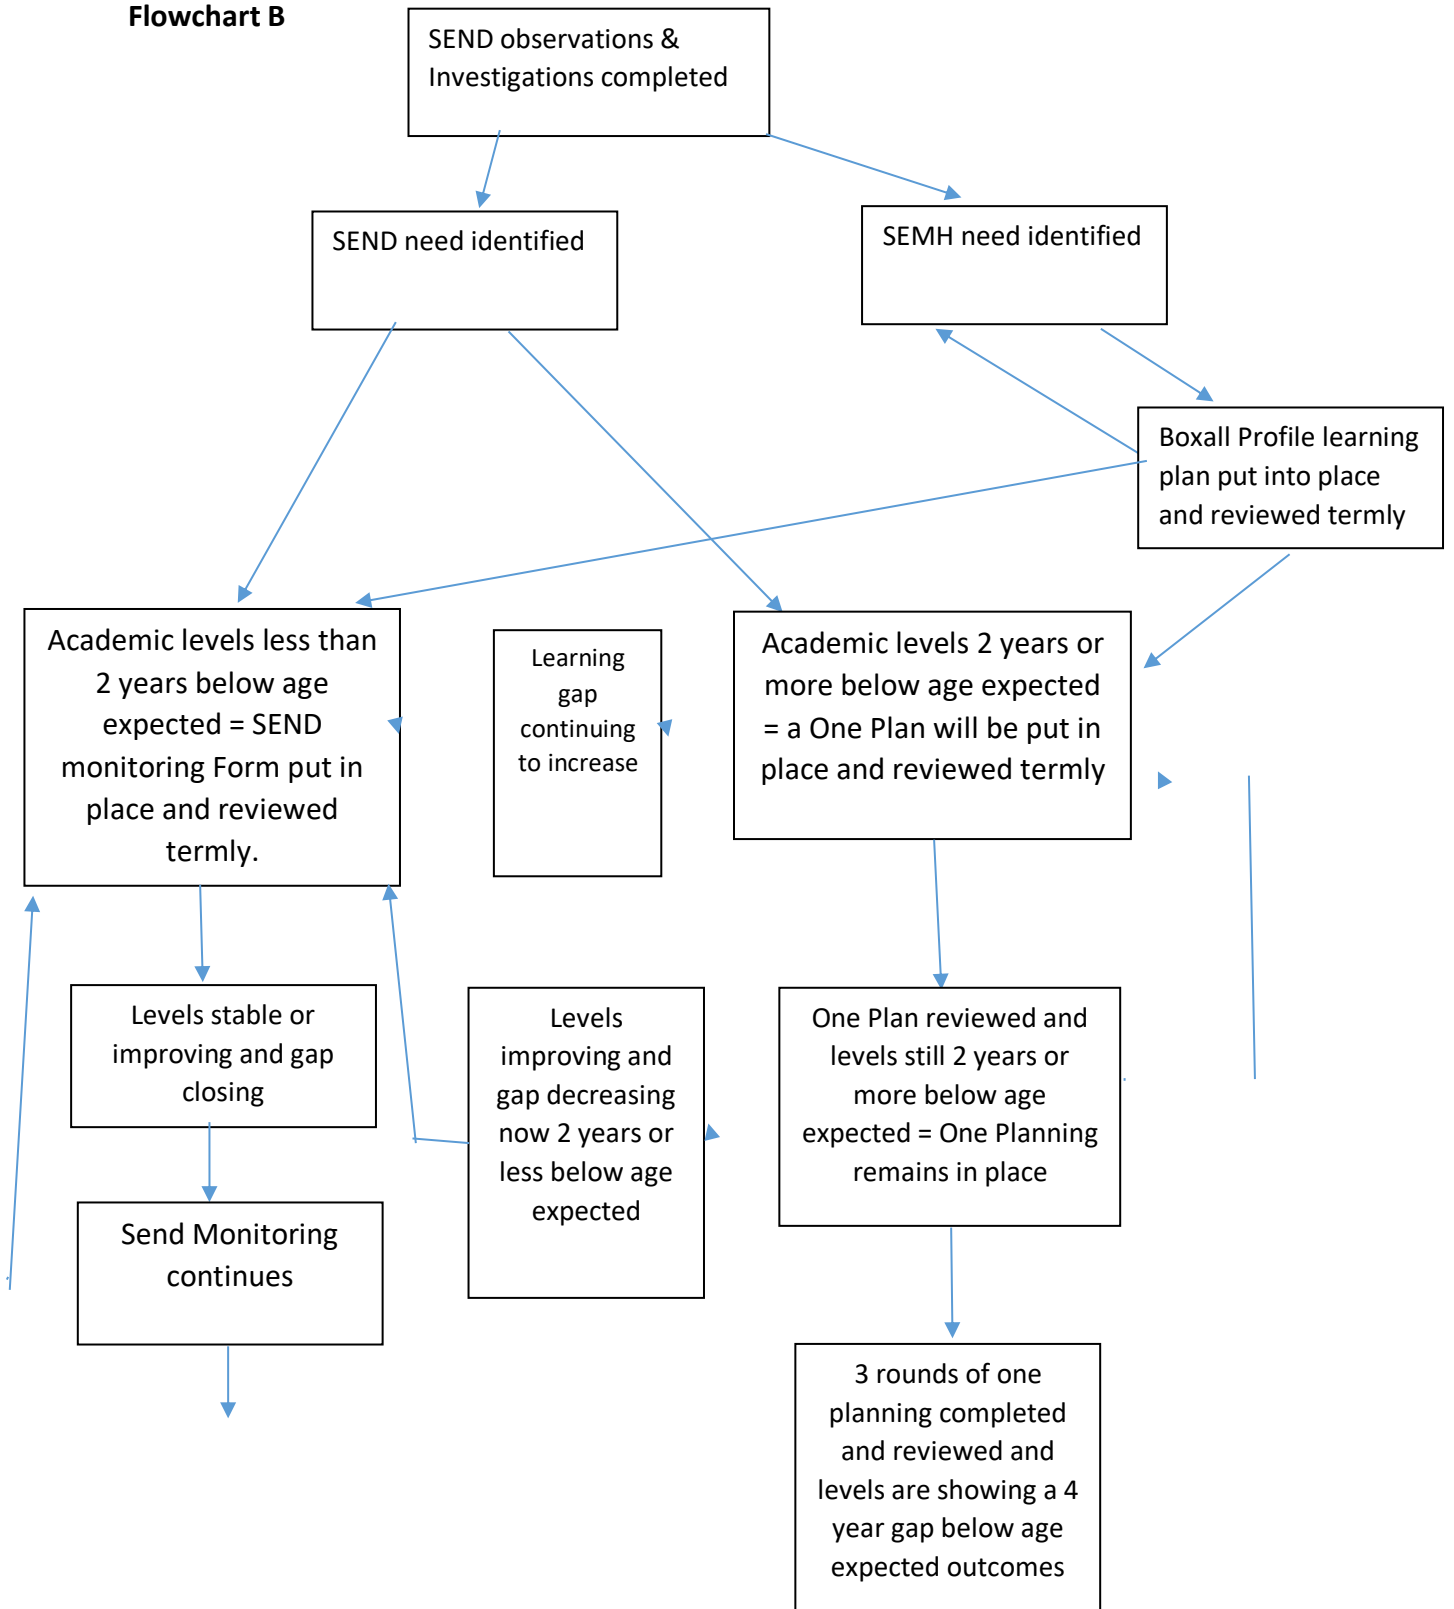 Flowchart B
SEND observations &
Investigations completed
SEND need identified
SEMH need identified
Boxall Profile learning
plan put into place
and reviewed termly
Academic levels less than
2 years below age
expected = SEND
monitoring Form put in
place and reviewed
termly.
Learning
gap
continuing
to increase
Academic levels 2 years or
more below age expected
= a One Plan will be put in
place and reviewed termly
Levels stable or
improving and gap
closing
Levels
improving and
gap decreasing
now 2 years or
less below age
expected
One Plan reviewed and
levels still 2 years or
more below age
expected = One Planning
remains in place
Send Monitoring
continues
3 rounds of one
planning completed
and reviewed and
levels are showing a 4
year gap below age
expected outcomes